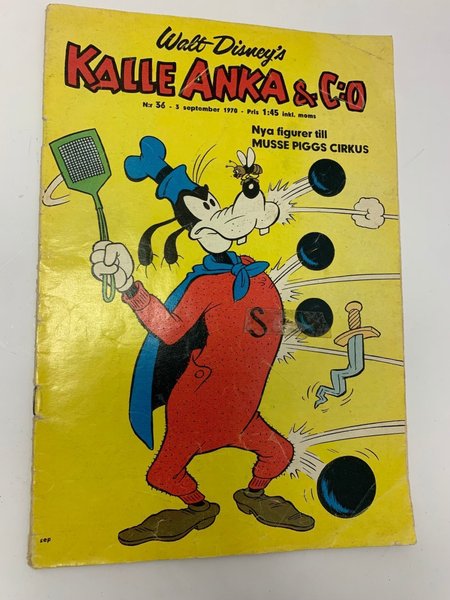 Walt Disney's
KALLE ANKA & C:O
Nr 36 - 3 september 1970 - Pris 1:45 inkl. moms
Nya figurer till
MUSSE PIGGS CIRKUS
S
sep